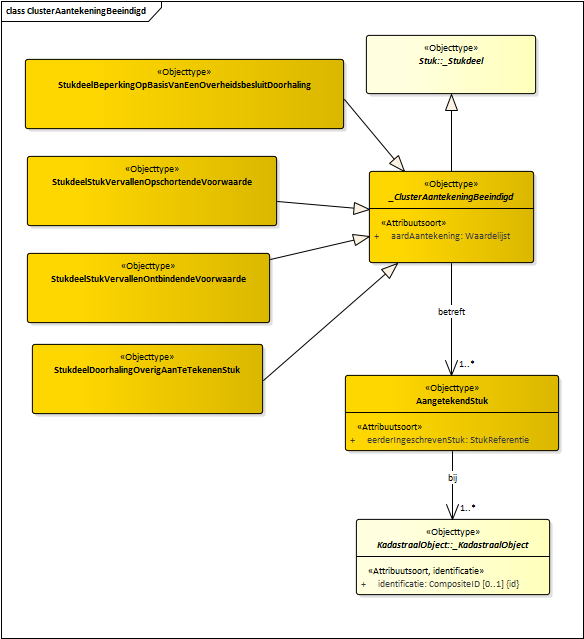 class ClusterAantekeningBeeindigd
«Objecttype»
Stuk::_Stukdeel
«Objecttype»
StukdeelBeperkingOpBasisVanEenOverheidsbesluitDoorhaling
«Objecttype»
StukdeelStukVervallenOpschortendeVoorwaarde
«Objecttype»
_ClusterAantekeningBeeindigd
«Attribuutsoort»
+ aardAantekening: Waardelijst
«Objecttype»
StukdeelStukVervallenOntbindendeVoorwaarde
«Objecttype»
StukdeelDoorhalingOverigAanTeTekenenStuk
betreft
1..*
«Objecttype»
AangetekendStuk
«Attribuutsoort»
+ eerderIngeschrevenStuk: StukReferentie
bij
1..*
«Objecttype»
KadastraalObject::_KadastraalObject
«Attribuutsoort, identificatie»
+ identificatie: CompositeID [0..1] {id}